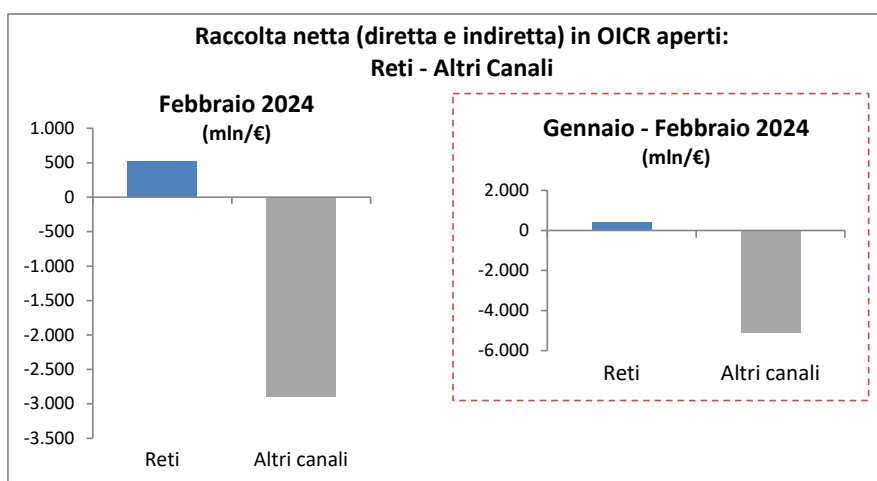 Raccolta netta (diretta e indiretta) in OICR aperti:
Reti - Altri Canali
Febbraio 2024
(mln/€)
1.000
500
0
-500
-1.000
-1.500
-2.000
-2.500
-3.000
-3.500
Reti
Altri canali
Gennaio - Febbraio 2024
(mln/€)
2.000
0
-2.000
-4.000
-6.000
Reti
Altri canali